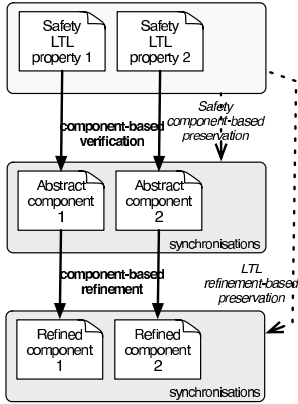 Safety
LTL
property 1
Safety
LTL
property 2
Safety
component-based
preservation
component-based
verification
Abstract
component
1
Abstract
component
2
synchronisations
component-based
refinement
LTL
refinement-based
preservation
Refined
component
1
Refined
component
2
synchronisations